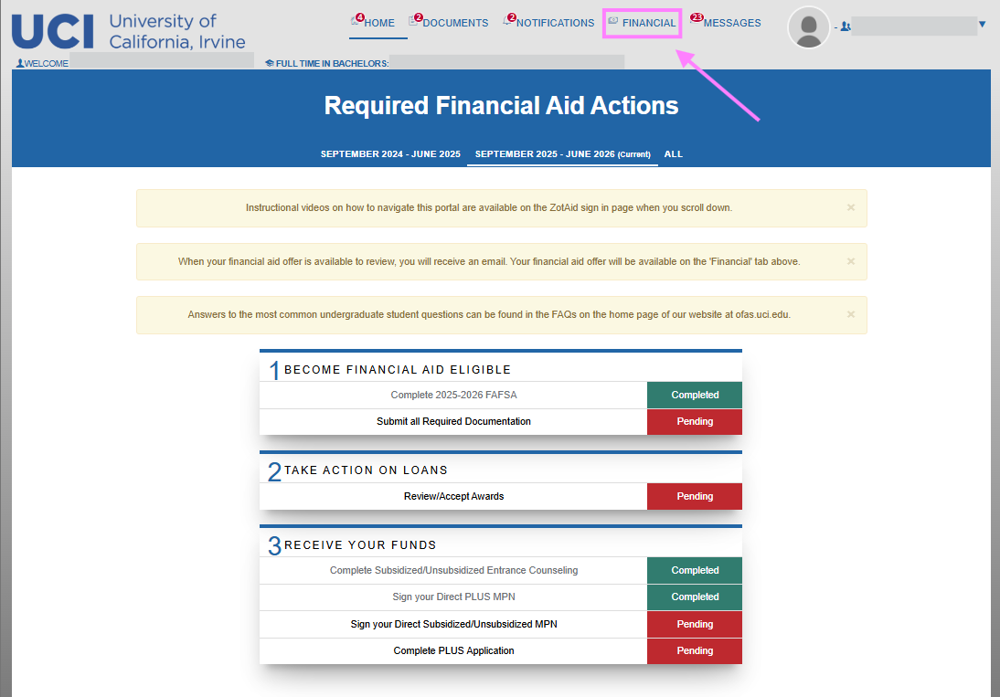 UCI University of
California, Irvine
4 HOME 2 DOCUMENTS 2 NOTIFICATIONS FINANCIAL 23 MESSAGES
-
WELCOME FULL TIME IN BACHELORS:
Required Financial Aid Actions
SEPTEMBER 2024 - JUNE 2025 SEPTEMBER 2025 - JUNE 2026 (Current) ALL
Instructional videos on how to navigate this portal are available on the ZotAid sign in page when you scroll down. ×
When your financial aid offer is available to review, you will receive an email. Your financial aid offer will be available on the 'Financial' tab above. ×
Answers to the most common undergraduate student questions can be found in the FAQs on the home page of our website at ofas.uci.edu. ×
1 BECOME FINANCIAL AID ELIGIBLE
Complete 2025-2026 FAFSA Completed
Submit all Required Documentation Pending
2 TAKE ACTION ON LOANS
Review/Accept Awards Pending
3 RECEIVE YOUR FUNDS
Complete Subsidized/Unsubsidized Entrance Counseling Completed
Sign your Direct PLUS MPN Completed
Sign your Direct Subsidized/Unsubsidized MPN Pending
Complete PLUS Application Pending